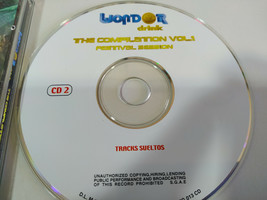 WONDOR
drink
THE COMPILATION VOL.1
FESTIVAL SESSION
CD 2
TRACKS SUELTOS
UNAUTHORIZED COPYING, HIRING, LENDING
PUBLIC PERFORMANCE AND BROADCASTING
OF THIS RECORD PROHIBITED S.G.A.E